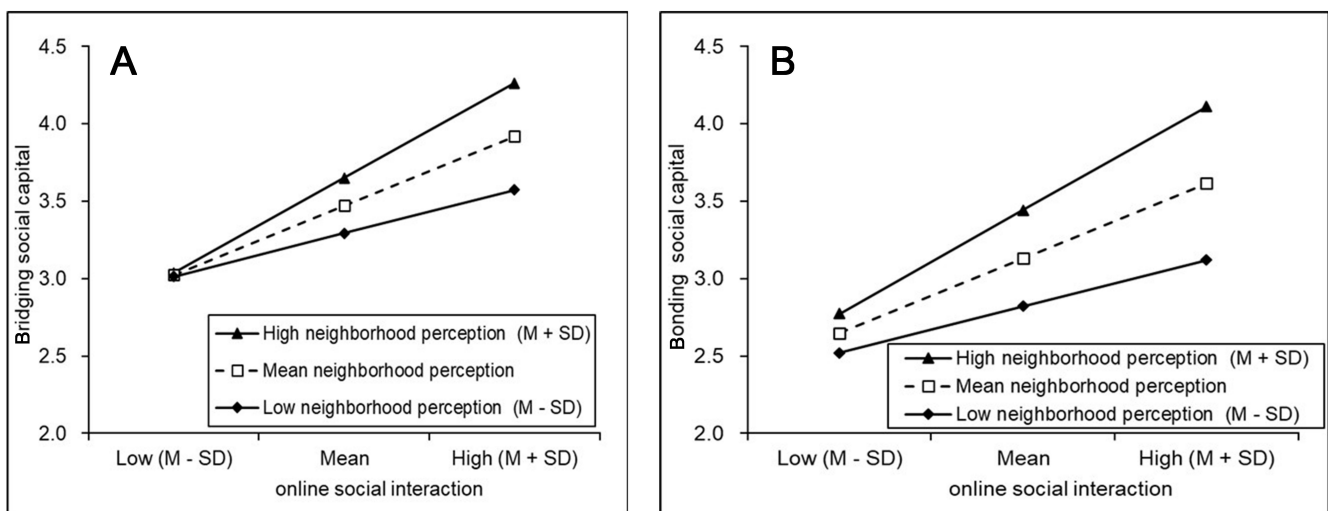 A
Bridging social capital
4.5
4.0
3.5
3.0
2.5
2.0
High neighborhood perception (M + SD)
Mean neighborhood perception
Low neighborhood perception (M - SD)
Low (M - SD)
Mean
High (M + SD)
online social interaction
B
Bonding social capital
4.5
4.0
3.5
3.0
2.5
2.0
High neighborhood perception (M + SD)
Mean neighborhood perception
Low neighborhood perception (M - SD)
Low (M - SD)
Mean
High (M + SD)
online social interaction